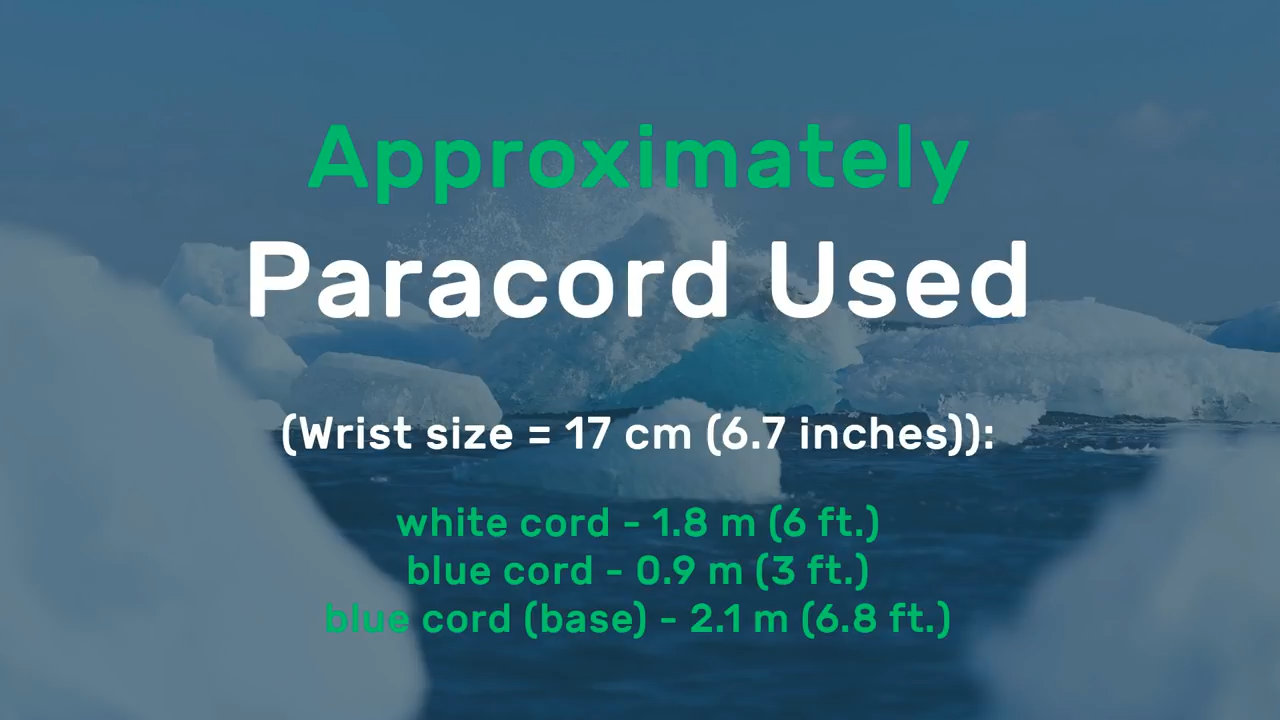 Approximately
Paracord Used
(Wrist size = 17 cm (6.7 inches)):
white cord - 1.8 m (6 ft.)
blue cord - 0.9 m (3 ft.)
blue cord (base) - 2.1 m (6.8 ft.)